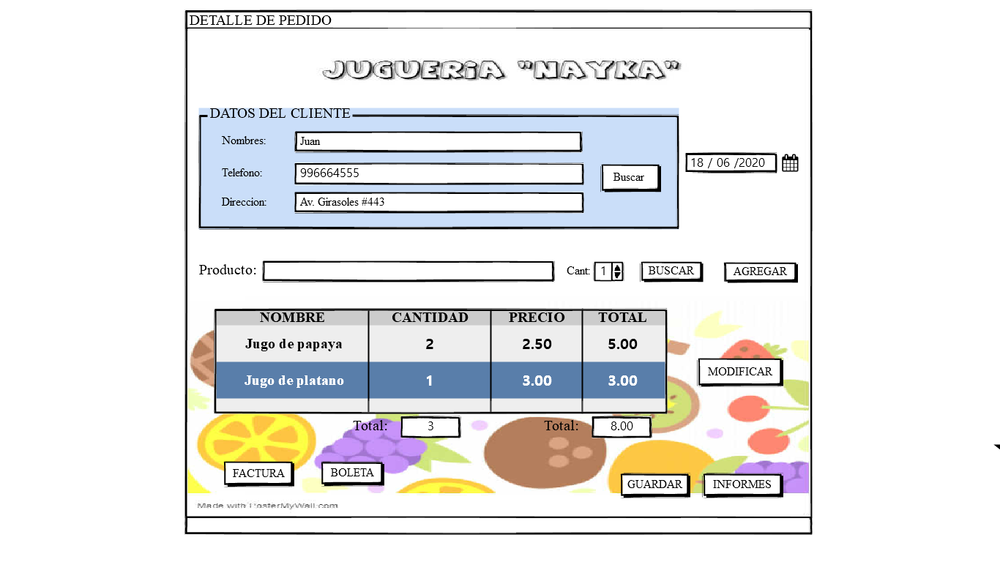 DETALLE DE PEDIDO
JUGUERiA "NAYKA"
DATOS DEL CLIENTE
Nombres: Juan
18 / 06 /2020
Telefono: 996664555
Buscar
Direccion: Av. Girasoles #443
Producto: Cant: 1 BUSCAR AGREGAR
NOMBRE CANTIDAD PRECIO TOTAL
Jugo de papaya 2 2.50 5.00
MODIFICAR
Jugo de platano 1 3.00 3.00
Total: 3 Total: 8.00
FACTURA BOLETA
GUARDAR INFORMES
Made with PosterMyWall.com